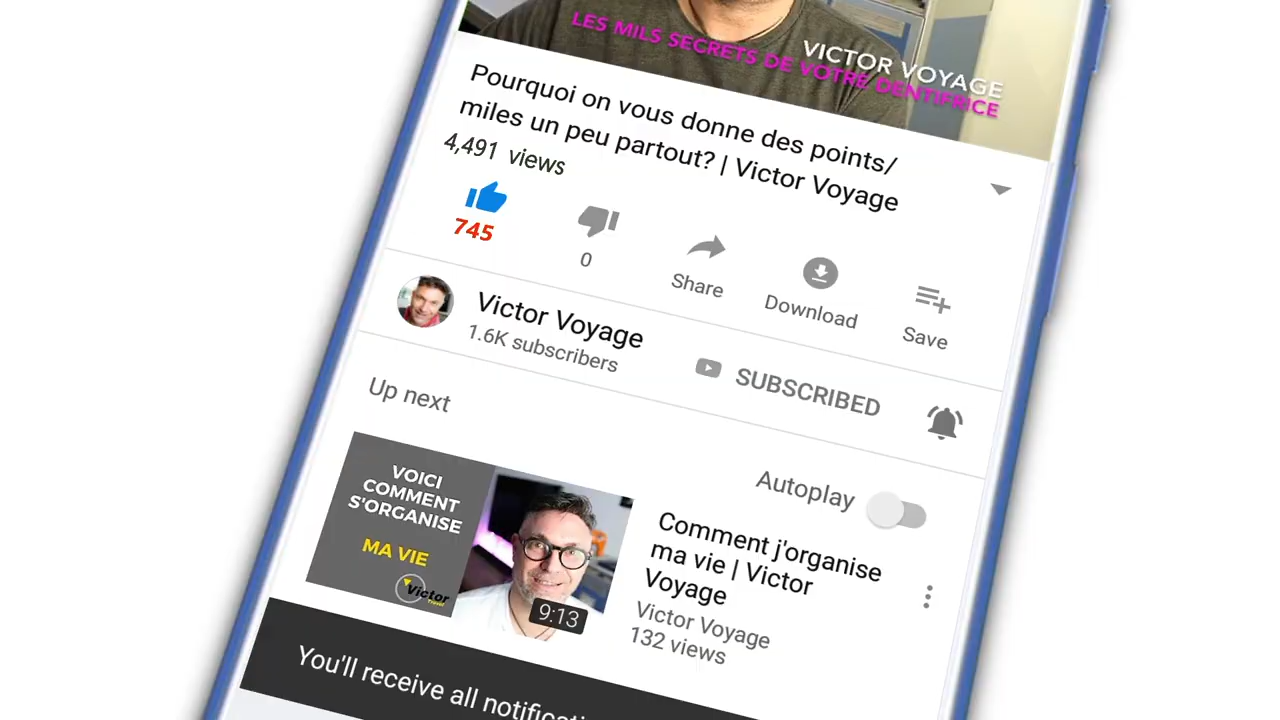 LES MILS SECRETS DE VOTRE DENTIFRICE
VICTOR VOYAGE
Pourquoi on vous donne des points/
miles un peu partout? | Victor Voyage
4,491 views
745
0
Share
Download
Save
Victor Voyage
1.6K subscribers
SUBSCRIBED
Up next
Autoplay
VOICI
COMMENT
S'ORGANISE
MA VIE
Victor
Travel
9:13
Comment j'organise
ma vie | Victor
Voyage
Victor Voyage
132 views
You'll receive all